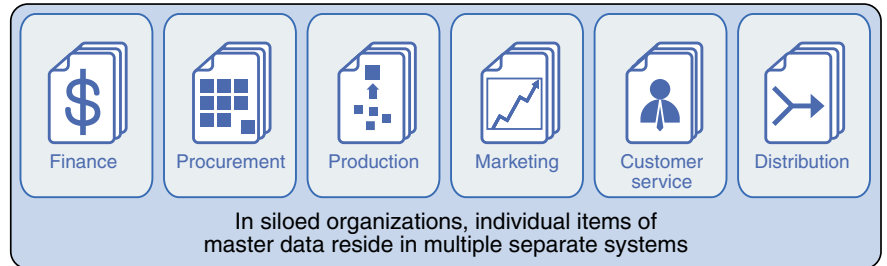 $
Finance
Procurement
Production
Marketing
Customer
service
Distribution
In siloed organizations, individual items of
master data reside in multiple separate systems